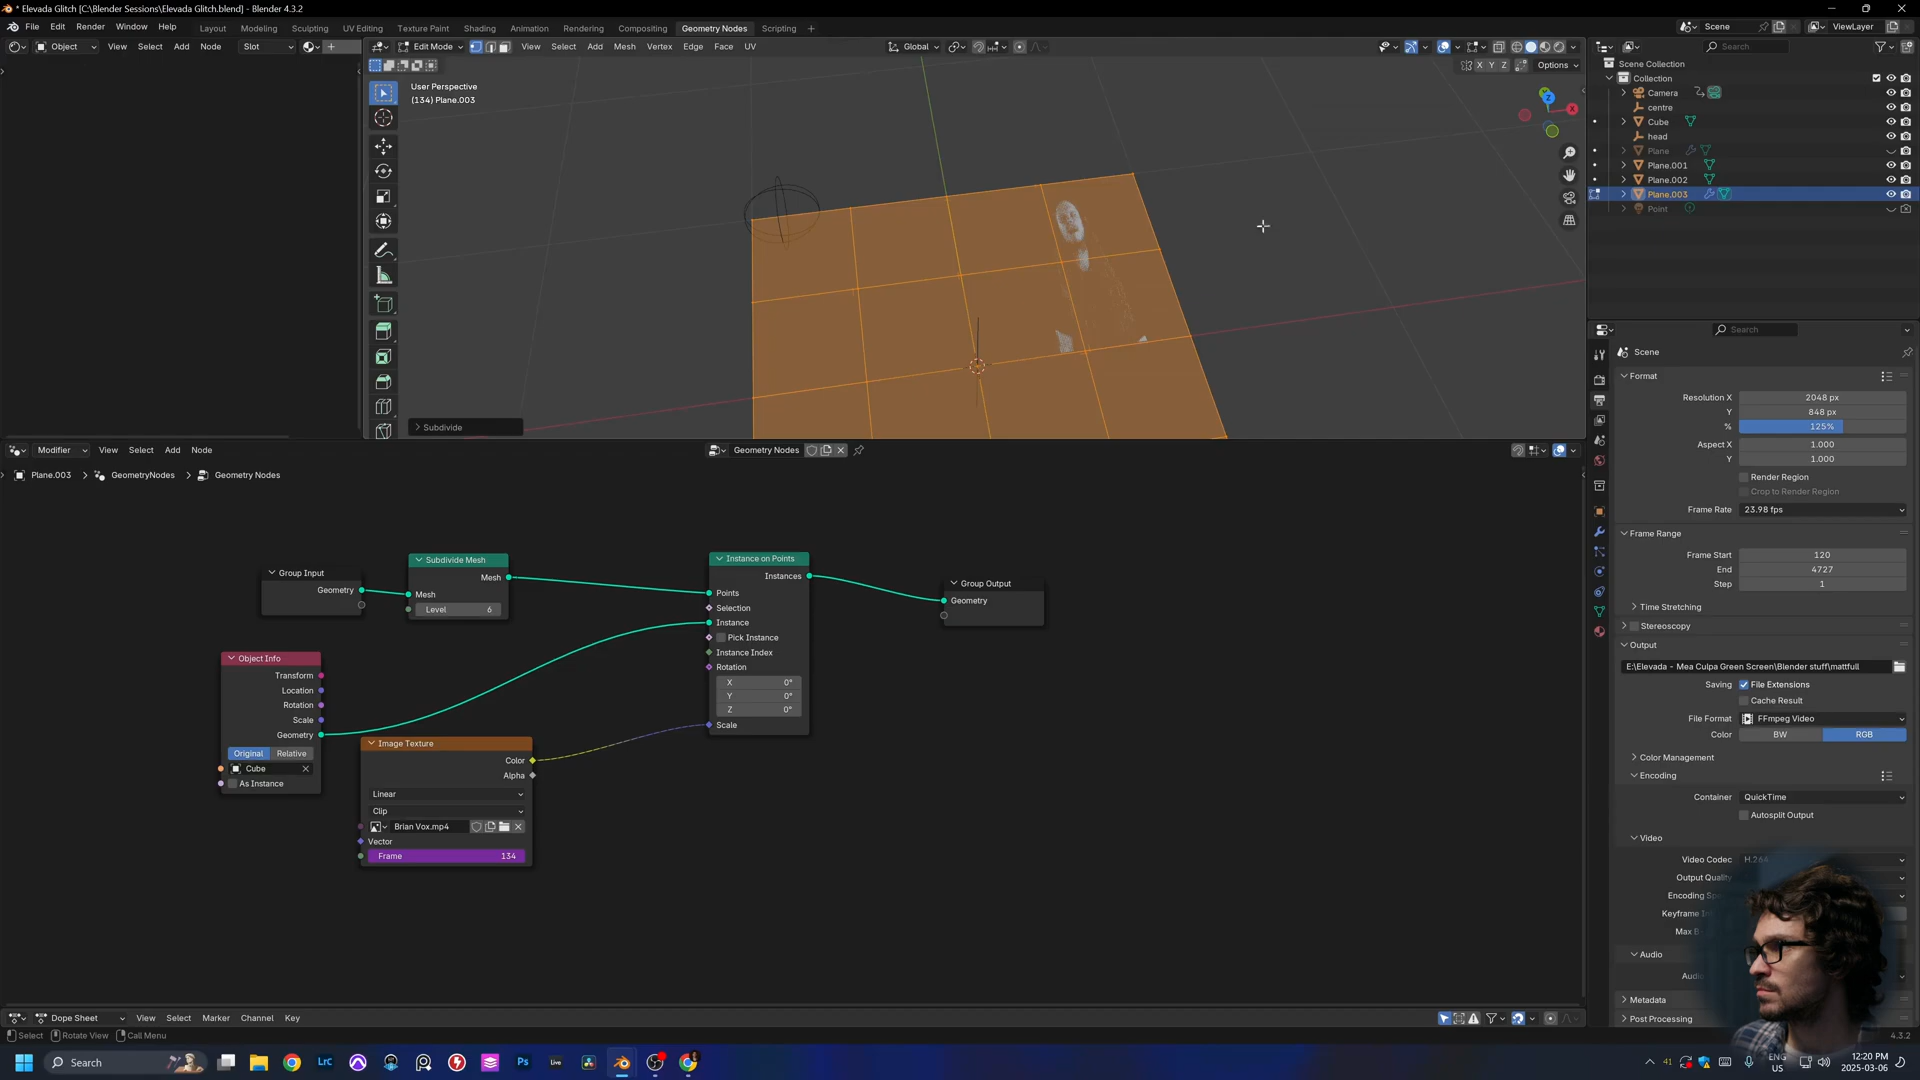 * Elevada Glitch [C:\Blender Sessions\Elevada Glitch.blend] - Blender 4.3.2
File Edit Render Window Help Layout Modeling Sculpting UV Editing Texture Paint Shading Animation Rendering Compositing Geometry Nodes Scripting + Scene ViewLayer
Object View Select Add Node Slot
Edit Mode View Select Add Mesh Vertex Edge Face UV Global
X Y Z Options
User Perspective
(134) Plane.003
Subdivide
Search
Scene Collection
Collection
Camera
centre
Cube
head
Plane
Plane.001
Plane.002
Plane.003
Point
Modifier View Select Add Node Geometry Nodes
Plane.003 > GeometryNodes > Geometry Nodes
Group Input
Geometry
Subdivide Mesh
Mesh
Mesh
Level 6
Object Info
Transform
Location
Rotation
Scale
Geometry
Original Relative
Cube
As Instance
Image Texture
Color
Alpha
Linear
Clip
Brian Vox.mp4
Vector
Frame 134
Instance on Points
Instances
Points
Selection
Instance
Pick Instance
Instance Index
Rotation
X 0°
Y 0°
Z 0°
Scale
Group Output
Geometry
Search
Scene
Format
Resolution X 2048 px
Y 848 px
% 125%
Aspect X 1.000
Y 1.000
Render Region
Crop to Render Region
Frame Rate 23.98 fps
Frame Range
Frame Start 120
End 4727
Step 1
Time Stretching
Stereoscopy
Output
E:\Elevada - Mea Culpa Green Screen\Blender stuff\mattfull
Saving File Extensions
Cache Result
File Format FFmpeg Video
Color BW RGB
Color Management
Encoding
Container QuickTime
Autosplit Output
Video
Video Codec H.264
Output Quality
Encoding
Keyframe
Max B
Audio
Metadata
Post Processing
Dope Sheet View Select Marker Channel Key
Select Rotate View Call Menu 4.3.2
Search LrC Ps Live 41 ENG US 12:20 PM 2025-03-06